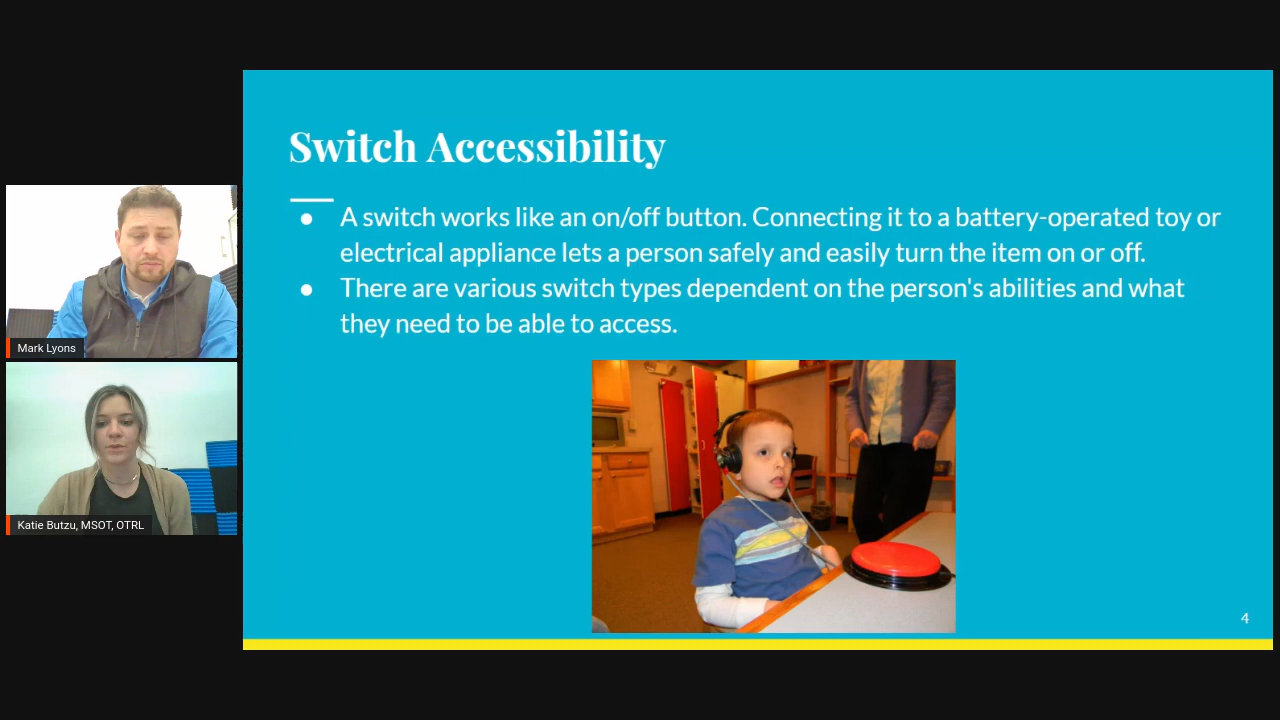 Switch Accessibility
● A switch works like an on/off button. Connecting it to a battery-operated toy or
electrical appliance lets a person safely and easily turn the item on or off.
● There are various switch types dependent on the person's abilities and what
they need to be able to access.
Mark Lyons
Katie Butzu, MSOT, OTRL
4